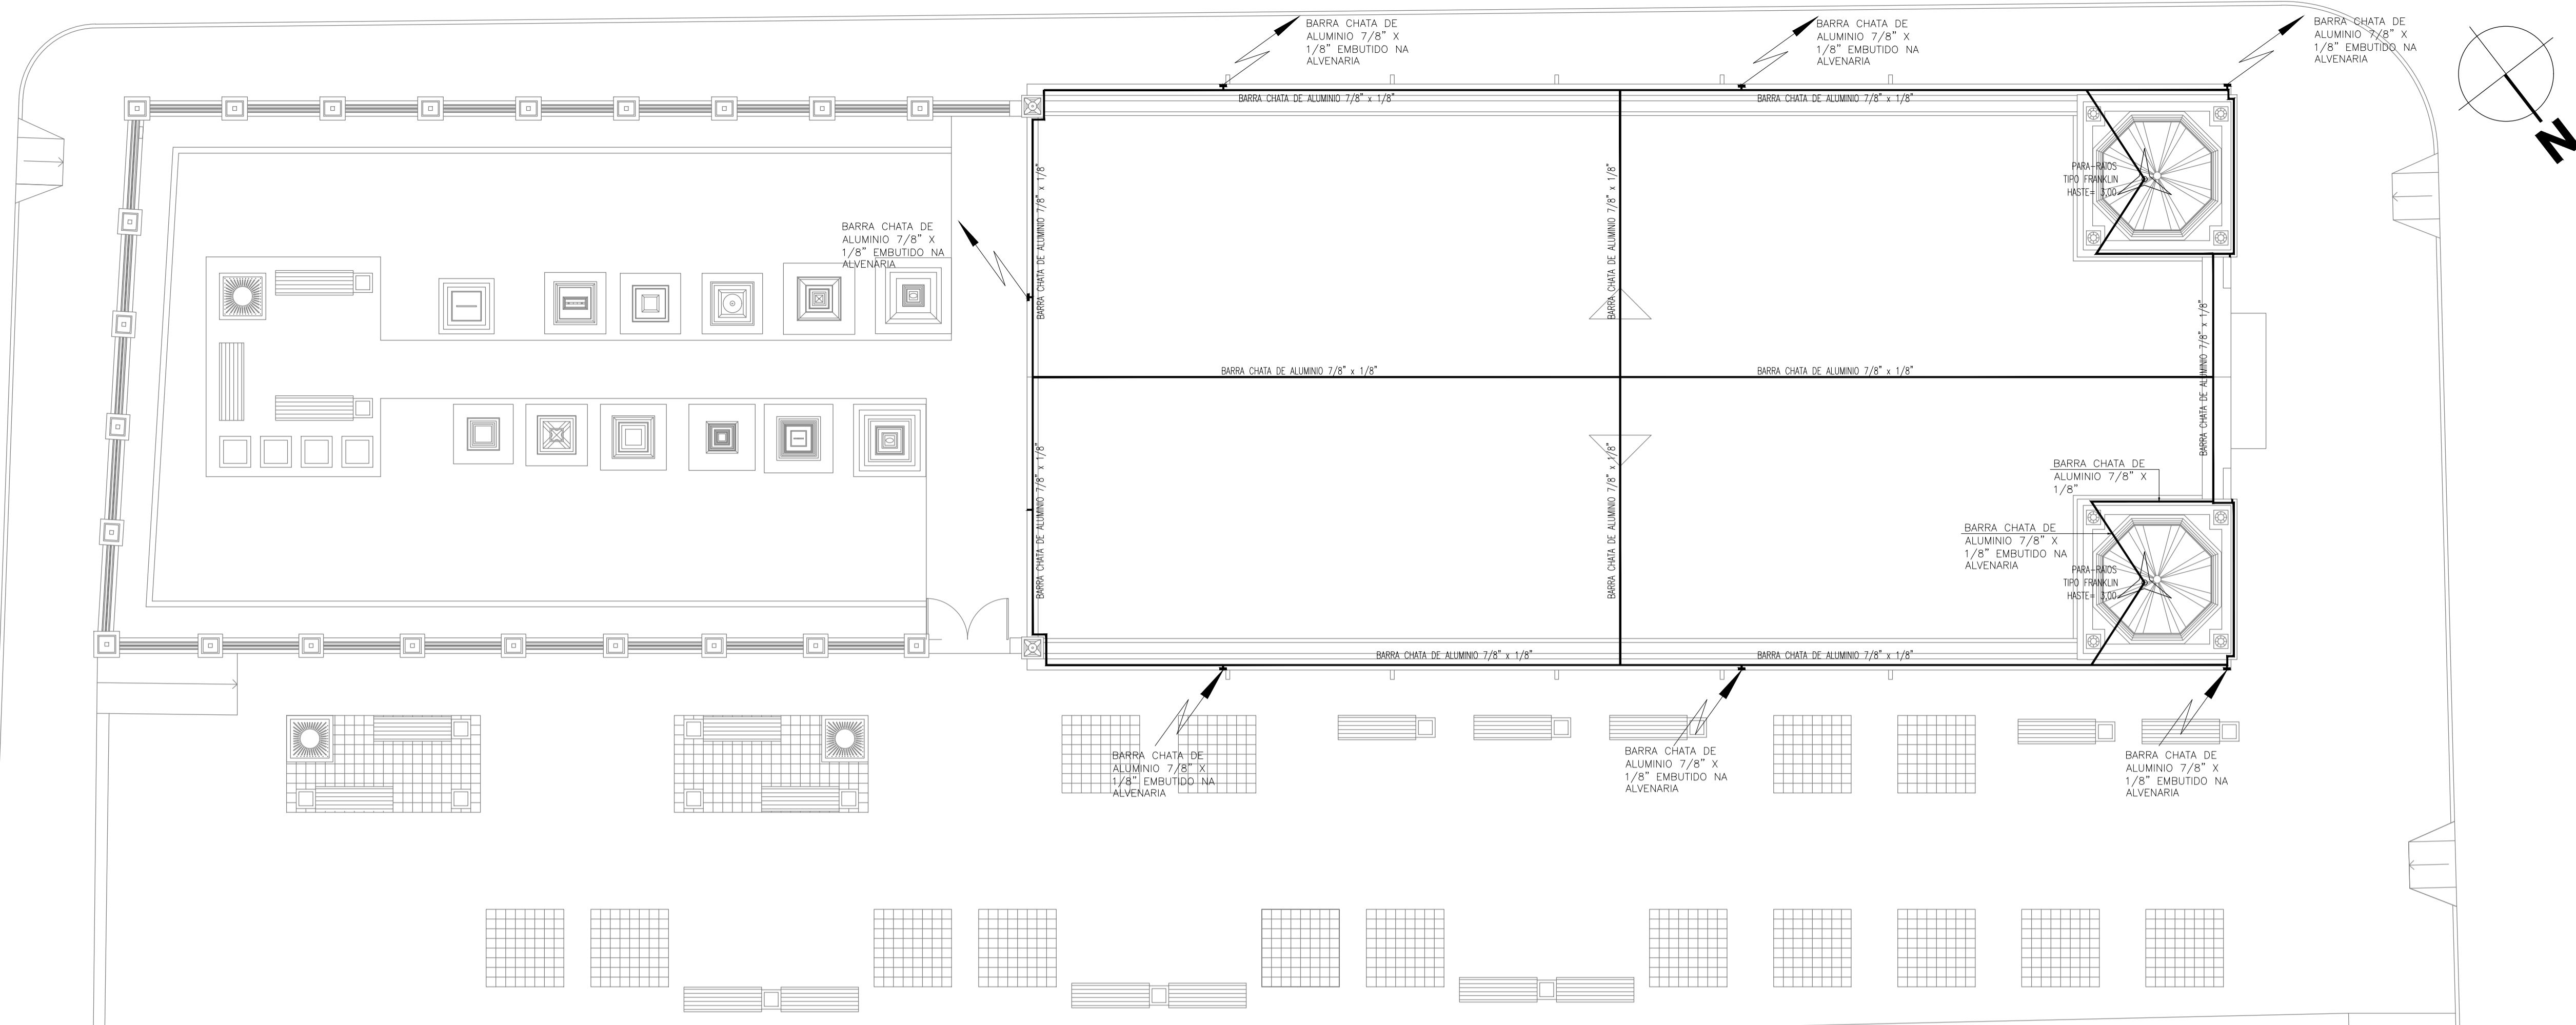 BARRA CHATA DE
ALUMINIO 7/8" X
1/8" EMBUTIDO NA
ALVENARIA
BARRA CHATA DE
ALUMINIO 7/8" X
1/8" EMBUTIDO NA
ALVENARIA
BARRA CHATA DE
ALUMINIO 7/8" X
1/8" EMBUTIDO NA
ALVENARIA
N
BARRA CHATA DE ALUMINIO 7/8" x 1/8"
BARRA CHATA DE ALUMINIO 7/8" x 1/8"
BARRA CHATA DE ALUMINIO 7/8" x 1/8"
BARRA CHATA DE ALUMINIO 7/8" x 1/8"
PARA-RAIOS
TIPO FRANKLIN
HASTE= 3,00
BARRA CHATA DE
ALUMINIO 7/8" X
1/8" EMBUTIDO NA
ALVENARIA
BARRA CHATA DE ALUMINIO 7/8" x 1/8"
BARRA CHATA DE ALUMINIO 7/8" x 1/8"
BARRA CHATA DE ALUMINIO 7/8" x 1/8"
BARRA CHATA DE ALUMINIO 7/8" x 1/8"
BARRA CHATA DE ALUMINIO 7/8" x 1/8"
BARRA CHATA DE
ALUMINIO 7/8" X
1/8"
BARRA CHATA DE
ALUMINIO 7/8" X
1/8" EMBUTIDO NA
ALVENARIA
PARA-RAIOS
TIPO FRANKLIN
HASTE= 3,00
BARRA CHATA DE ALUMINIO 7/8" x 1/8"
BARRA CHATA DE ALUMINIO 7/8" x 1/8"
BARRA CHATA DE
ALUMINIO 7/8" X
1/8" EMBUTIDO NA
ALVENARIA
BARRA CHATA DE
ALUMINIO 7/8" X
1/8" EMBUTIDO NA
ALVENARIA
BARRA CHATA DE
ALUMINIO 7/8" X
1/8" EMBUTIDO NA
ALVENARIA